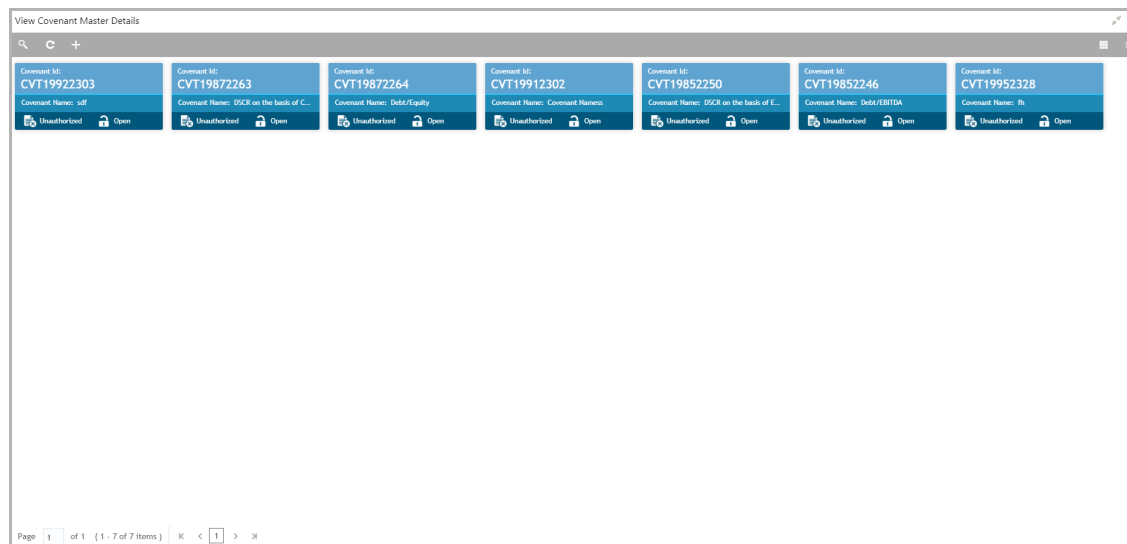 View Covenant Master Details
Covenant Id:
CVT19922303
Covenant Name: sdf
Unauthorized Open
Covenant Id:
CVT19872263
Covenant Name: DSCR on the basis of C...
Unauthorized Open
Covenant Id:
CVT19872264
Covenant Name: Debt/Equity
Unauthorized Open
Covenant Id:
CVT19912302
Covenant Name: Covenant Namess
Unauthorized Open
Covenant Id:
CVT19852250
Covenant Name: DSCR on the basis of E...
Unauthorized Open
Covenant Id:
CVT19852246
Covenant Name: Debt/EBITDA
Unauthorized Open
Covenant Id:
CVT19952328
Covenant Name: fh
Unauthorized Open
Page 1 of 1 ( 1 - 7 of 7 items ) 1